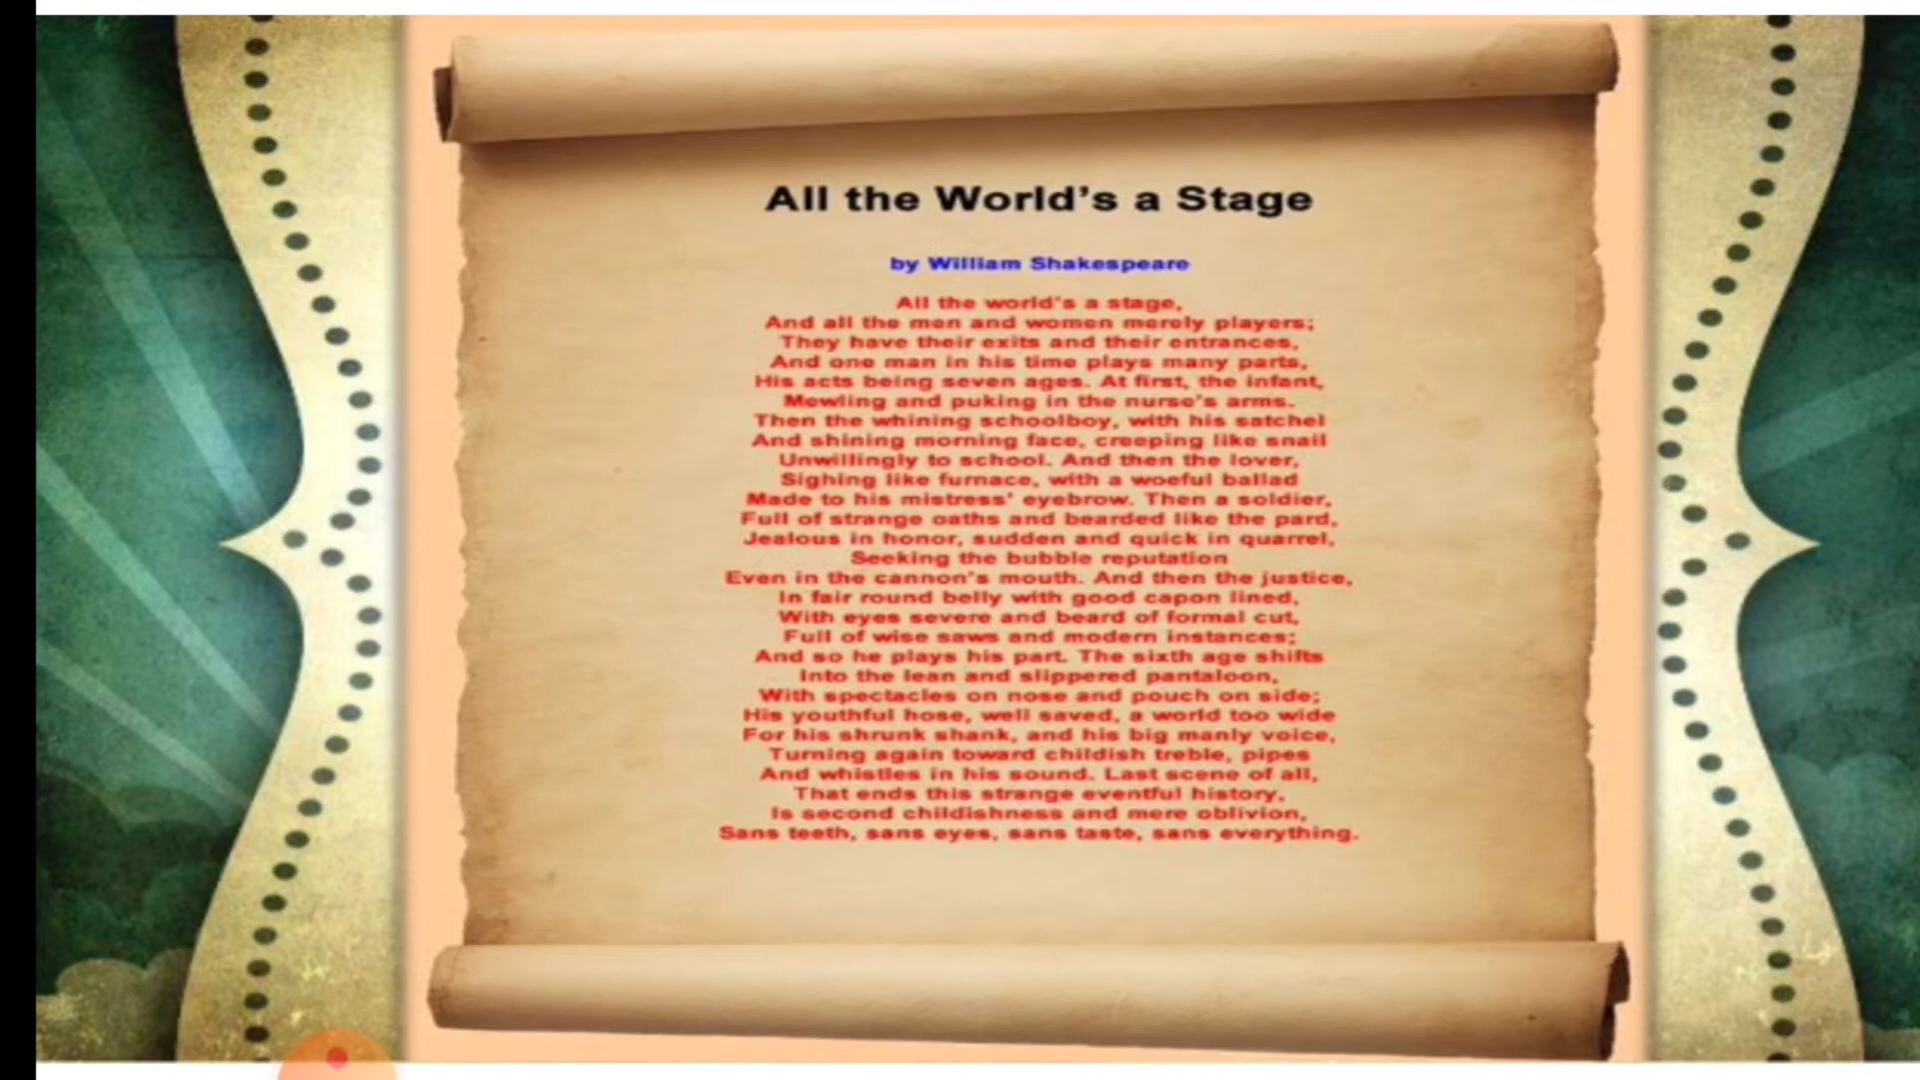 All the World's a Stage
by William Shakespeare
All the world's a stage,
And all the men and women merely players;
They have their exits and their entrances,
And one man in his time plays many parts,
His acts being seven ages. At first, the infant,
Mewling and puking in the nurse's arms.
Then the whining schoolboy, with his satchel
And shining morning face, creeping like snail
Unwillingly to school. And then the lover,
Sighing like furnace, with a woeful ballad
Made to his mistress' eyebrow. Then a soldier,
Full of strange oaths and bearded like the pard,
Jealous in honor, sudden and quick in quarrel,
Seeking the bubble reputation
Even in the cannon's mouth. And then the justice,
In fair round belly with good capon lined,
With eyes severe and beard of formal cut,
Full of wise saws and modern instances;
And so he plays his part. The sixth age shifts
Into the lean and slippered pantaloon,
With spectacles on nose and pouch on side;
His youthful hose, well saved, a world too wide
For his shrunk shank, and his big manly voice,
Turning again toward childish treble, pipes
And whistles in his sound. Last scene of all,
That ends this strange eventful history,
Is second childishness and mere oblivion,
Sans teeth, sans eyes, sans taste, sans everything.